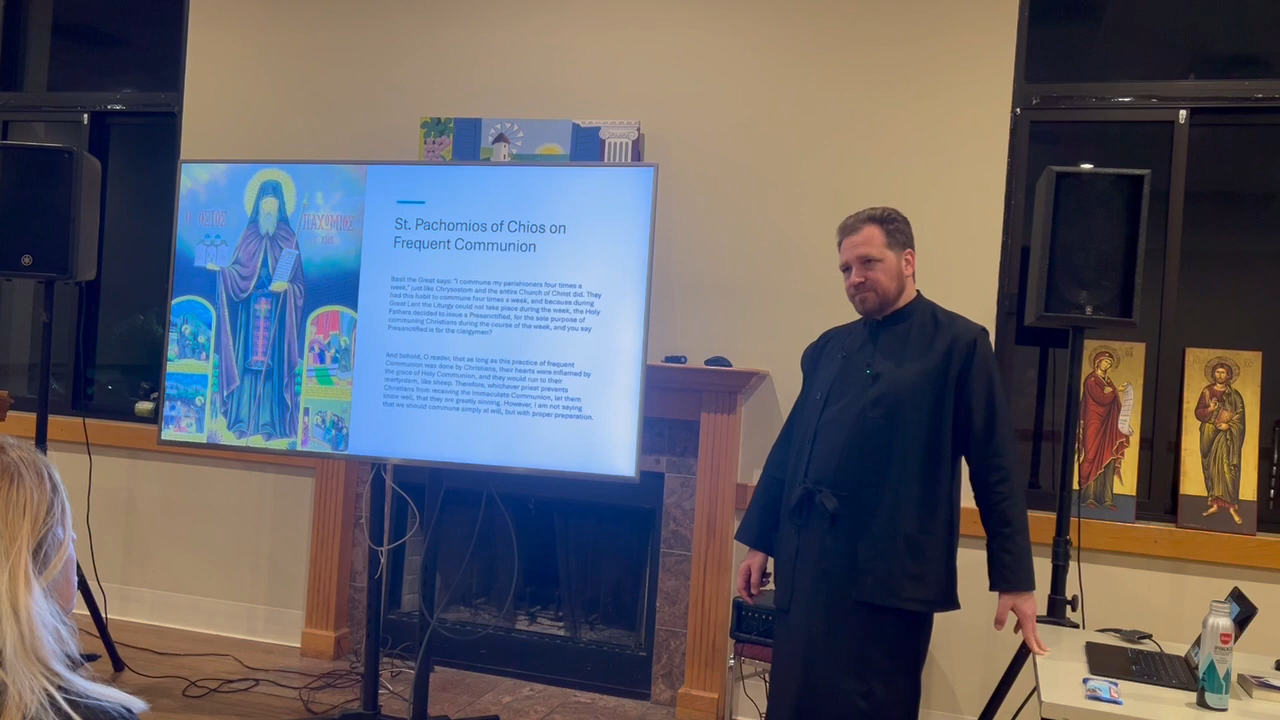 Ο ΟΣΙΟΣ
ΠΑΧΩΜΙΟΣ
St. Pachomios of Chios on
Frequent Communion
Basil the Great says: "I commune my parishioners four times a
week," just like Chrysostom and the entire Church of Christ did. They
had this habit to commune four times a week, and because during
Great Lent the Liturgy could not take place during the week, the Holy
Fathers decided to issue a Presanctified, for the sole purpose of
communing Christians during the course of the week, and you say
Presanctified is for the clergymen?
And behold, O reader, that as long as this practice of frequent
Communion was done by Christians, their hearts were inflamed by
the grace of Holy Communion, and they would run to their
martyrdom, like sheep. Therefore, whichever priest prevents
Christians from receiving the Immaculate Communion, let them
know well, that they are greatly sinning. However, I am not saying
that we should commune simply at will, but with proper preparation.